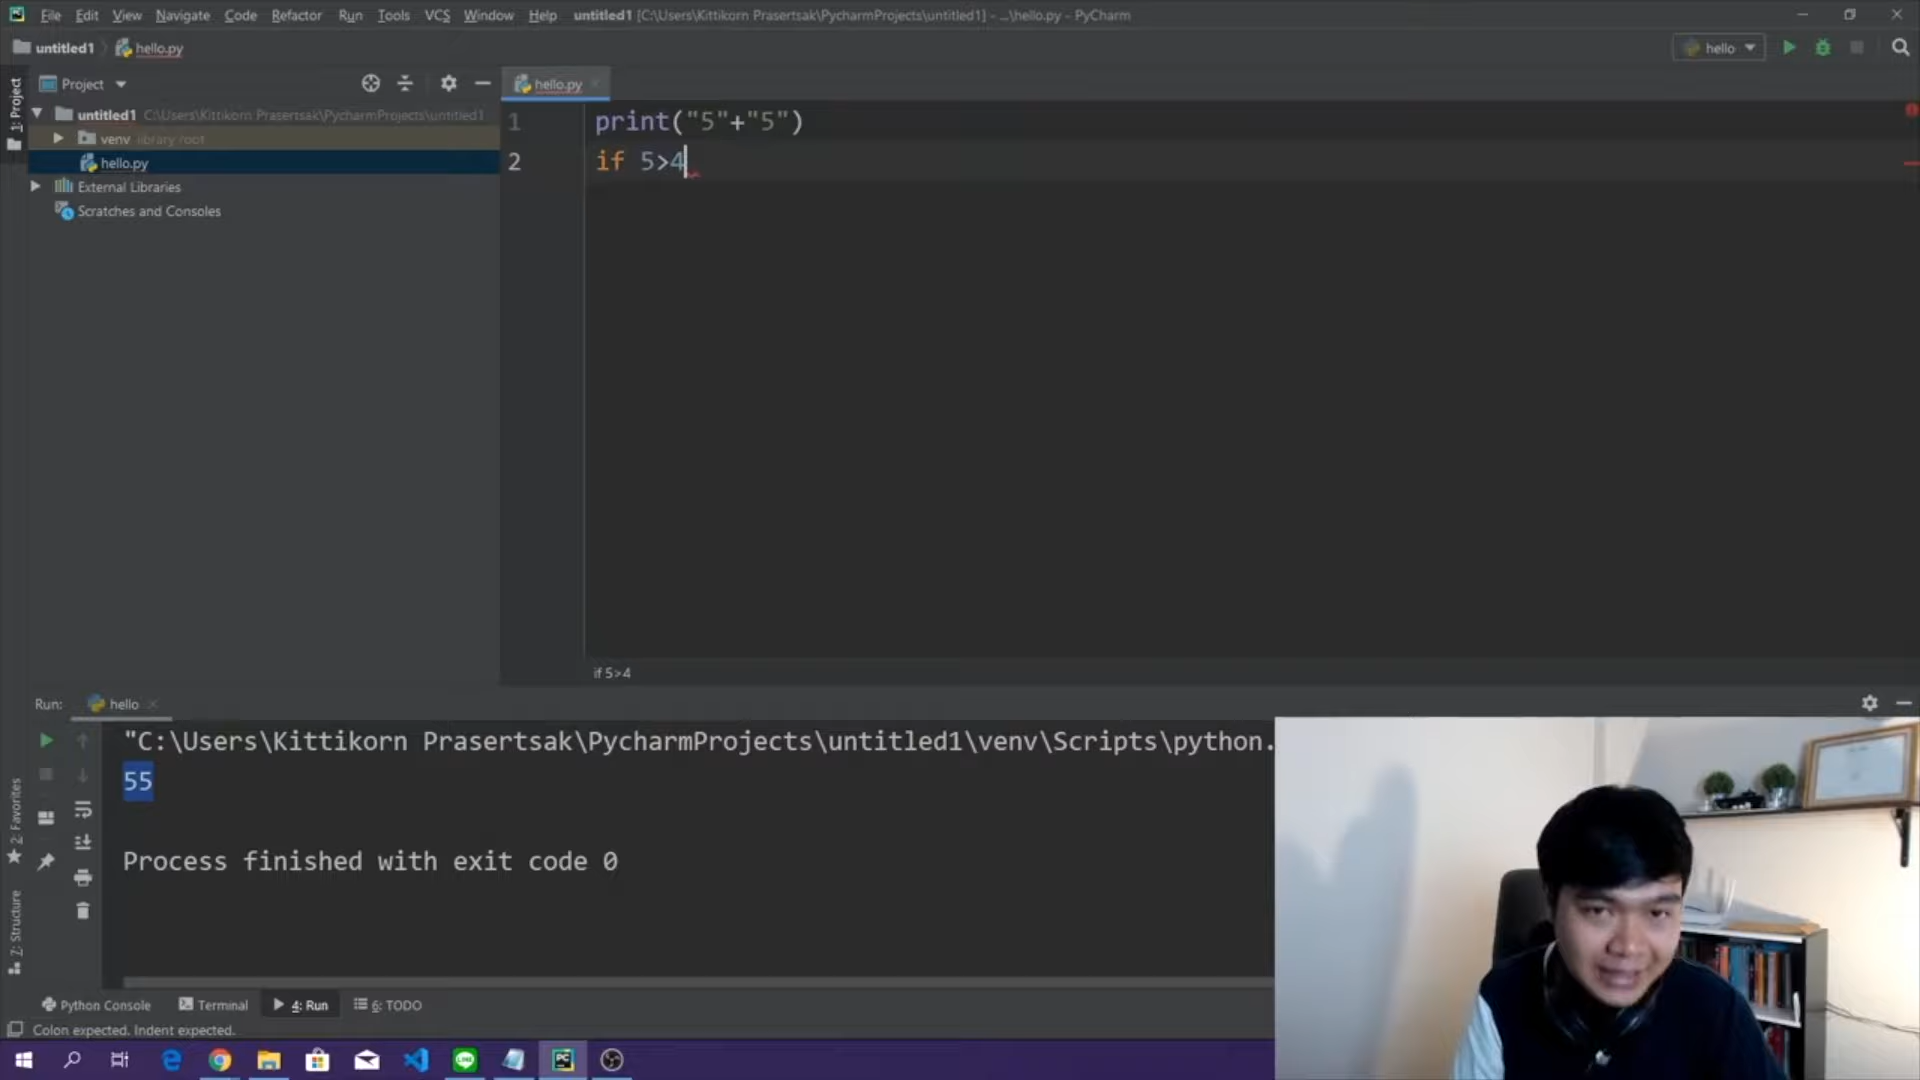 File Edit View Navigate Code Refactor Run Tools VCS Window Help untitled1 [C:\Users\Kittikorn Prasertsak\PycharmProjects\untitled1] - ...\hello.py - PyCharm
untitled1 hello.py
hello
Project
hello.py
1: Project
untitled1 C:\Users\Kittikorn Prasertsak\PycharmProjects\untitled1
venv library root
hello.py
External Libraries
Scratches and Consoles
1 print("5"+"5")
2 if 5>4
if 5>4
Run: hello
"C:\Users\Kittikorn Prasertsak\PycharmProjects\untitled1\venv\Scripts\python.
55
Process finished with exit code 0
2: Favorites
Z: Structure
Python Console Terminal 4: Run 6: TODO
Colon expected. Indent expected.